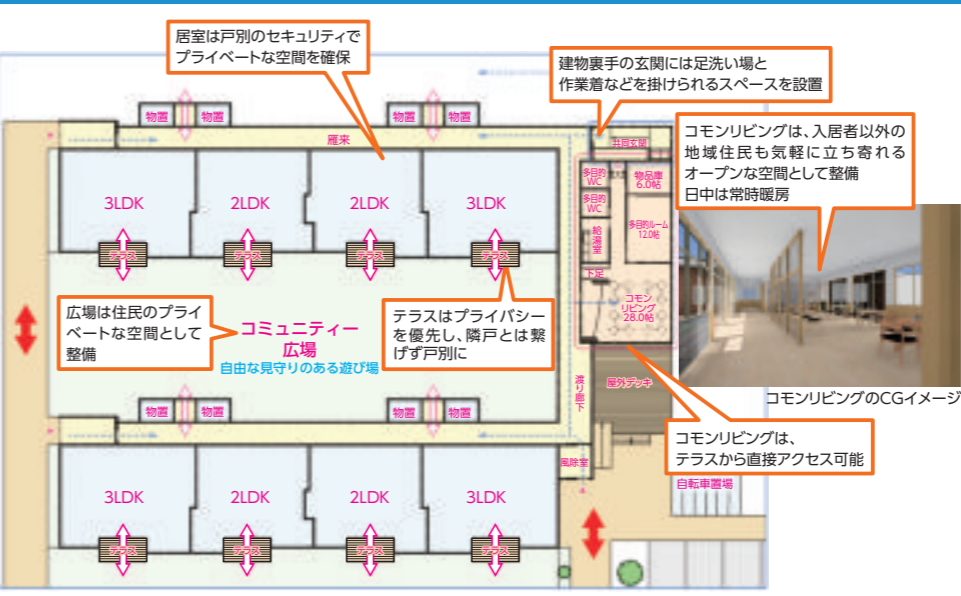 居室は戸別のセキュリティで
プライベートな空間を確保
建物裏手の玄関には足洗い場と
作業着などを掛けられるスペースを設置
コモンリビングは、入居者以外の
地域住民も気軽に立ち寄れる
オープンな空間として整備
日中は常時暖房
物置 物置 物置 物置
雁来
共同玄関
多目的
WC
物品庫
6.0帖
多目的
WC
多目的ルーム
12.0帖
給湯室
下足
コモン
リビング
28.0帖
3LDK 2LDK 2LDK 3LDK
テラス テラス テラス テラス
広場は住民のプライ
ベートな空間として
整備
コミュニティー
広場
自由な見守りのある遊び場
テラスはプライバシー
を優先し、隣戸とは繋
げず戸別に
渡り廊下
屋外デッキ
コモンリビングのCGイメージ
コモンリビングは、
テラスから直接アクセス可能
物置 物置 物置 物置
風除室
自転車置場
3LDK 2LDK 2LDK 3LDK
テラス テラス テラス テラス